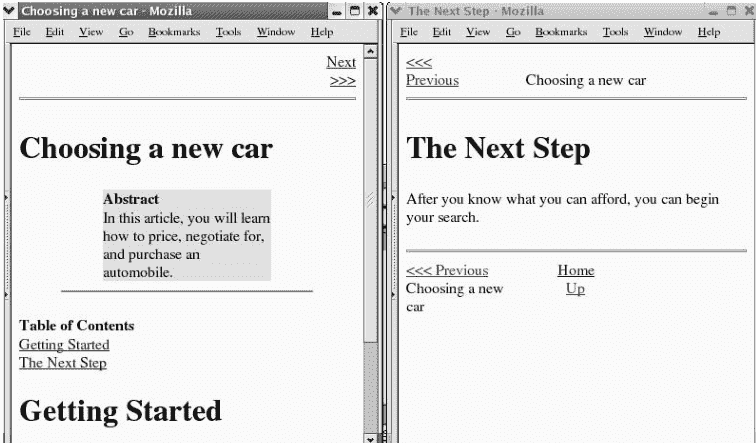 Choosing a new car - Mozilla
File Edit View Go Bookmarks Tools Window Help
Next
>>>
Choosing a new car
Abstract
In this article, you will learn
how to price, negotiate for,
and purchase an
automobile.
Table of Contents
Getting Started
The Next Step
Getting Started
The Next Step - Mozilla
File Edit View Go Bookmarks Tools Window Help
<<<
Previous Choosing a new car
The Next Step
After you know what you can afford, you can begin
your search.
<<< Previous Home
Choosing a new Up
car